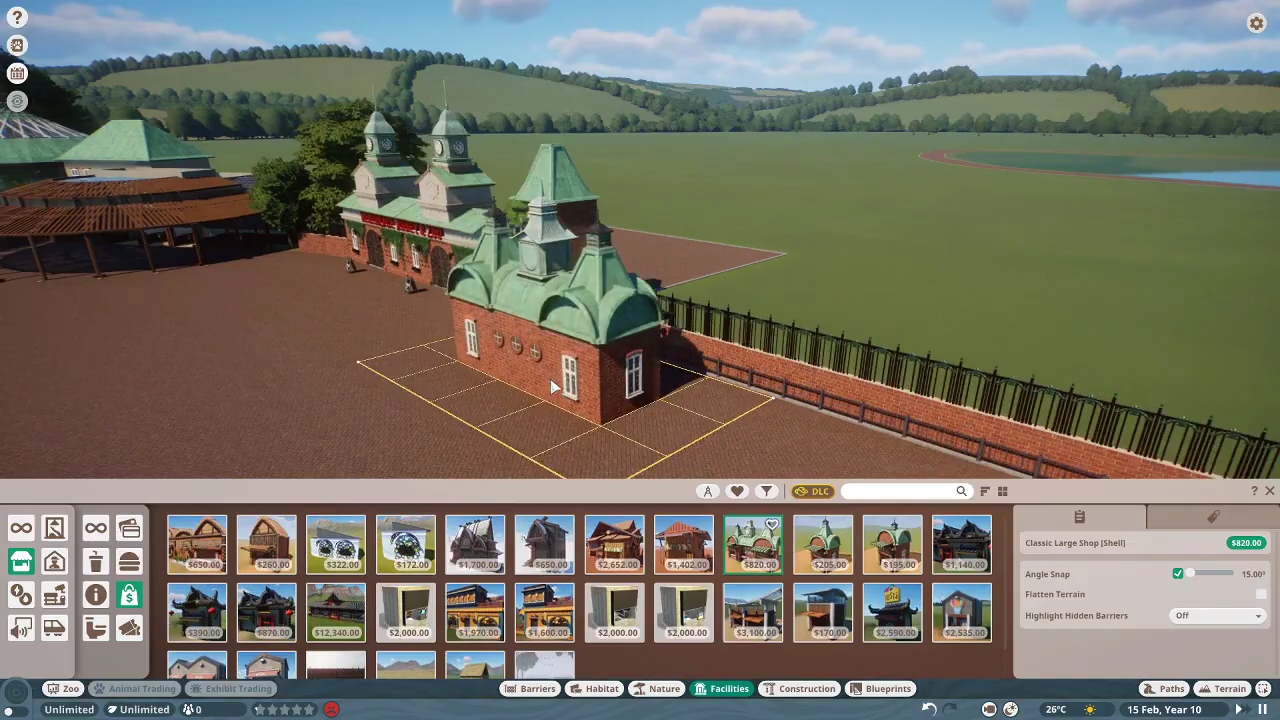 DLC
$650.00
$260.00
$322.00
$172.00
$1,700.00
$650.00
$2,652.00
$1,402.00
$820.00
$205.00
$195.00
$1,140.00
$390.00
$870.00
$12,340.00
$2,000.00
$1,970.00
$1,600.00
$2,000.00
$2,000.00
$3,100.00
$170.00
$2,590.00
$2,535.00
Classic Large Shop [Shell]
$820.00
Angle Snap
15.00°
Flatten Terrain
Highlight Hidden Barriers
Off
Zoo
Animal Trading
Exhibit Trading
Barriers
Habitat
Nature
Facilities
Construction
Blueprints
Paths
Terrain
Unlimited
Unlimited
0
26°C
15 Feb, Year 10